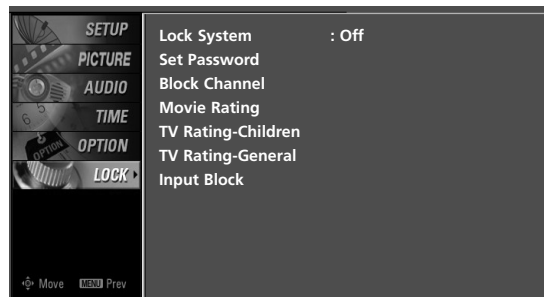 SETUP
PICTURE
AUDIO
TIME
OPTION
OPTION
LOCK
Lock System : Off
Set Password
Block Channel
Movie Rating
TV Rating-Children
TV Rating-General
Input Block
Move MENU Prev